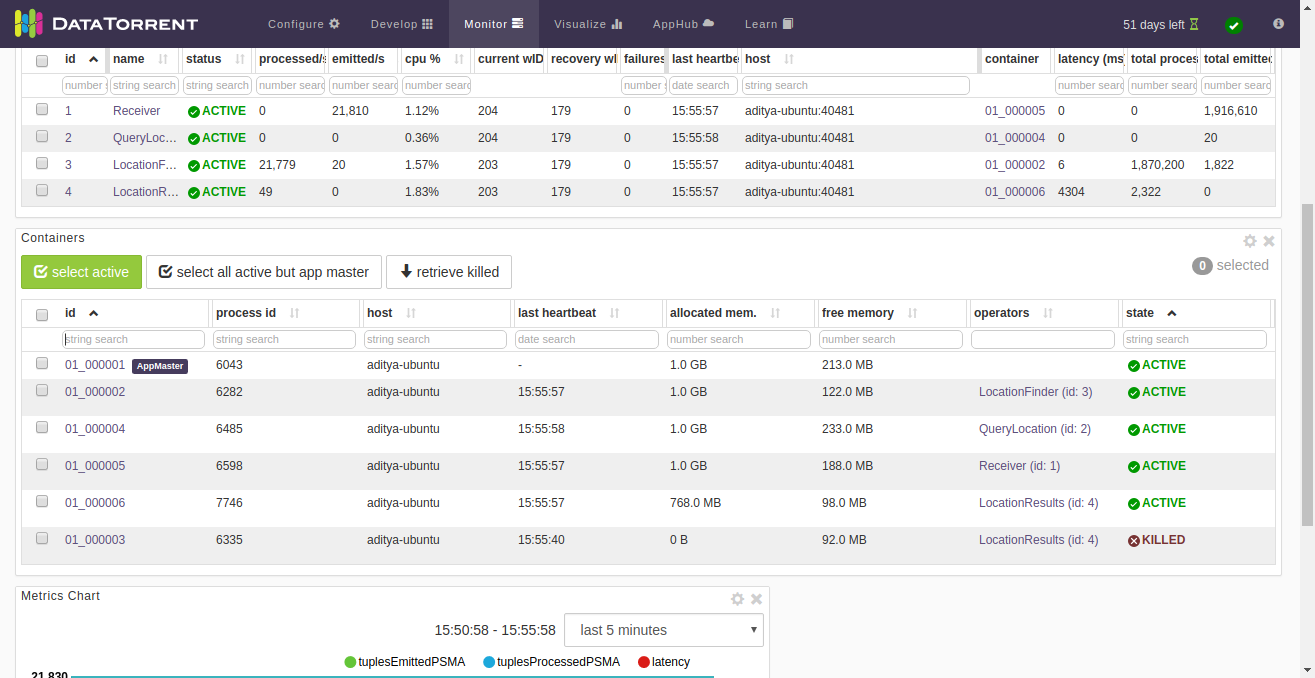 DATATORRENT Configure Develop Monitor Visualize AppHub Learn 51 days left
id name status processed/s emitted/s cpu % current wID recovery wI failures last heartbe host container latency (ms total proces total emitte
number s string search string search number searc number searc number searc number s date search string search number searc number searc number searc
1 Receiver ACTIVE 0 21,810 1.12% 204 179 0 15:55:57 aditya-ubuntu:40481 01_000005 0 0 1,916,610
2 QueryLoc... ACTIVE 0 0 0.36% 204 179 0 15:55:58 aditya-ubuntu:40481 01_000004 0 0 20
3 LocationF... ACTIVE 21,779 20 1.57% 203 179 0 15:55:57 aditya-ubuntu:40481 01_000002 6 1,870,200 1,822
4 LocationR... ACTIVE 49 0 1.83% 203 179 0 15:55:57 aditya-ubuntu:40481 01_000006 4304 2,322 0
Containers
select active select all active but app master retrieve killed 0 selected
id process id host last heartbeat allocated mem. free memory operators state
string search string search string search date search number search number search string search
01_000001 AppMaster 6043 aditya-ubuntu - 1.0 GB 213.0 MB ACTIVE
01_000002 6282 aditya-ubuntu 15:55:57 1.0 GB 122.0 MB LocationFinder (id: 3) ACTIVE
01_000004 6485 aditya-ubuntu 15:55:58 1.0 GB 233.0 MB QueryLocation (id: 2) ACTIVE
01_000005 6598 aditya-ubuntu 15:55:57 1.0 GB 188.0 MB Receiver (id: 1) ACTIVE
01_000006 7746 aditya-ubuntu 15:55:57 768.0 MB 98.0 MB LocationResults (id: 4) ACTIVE
01_000003 6335 aditya-ubuntu 15:55:40 0 B 92.0 MB LocationResults (id: 4) KILLED
Metrics Chart
15:50:58 - 15:55:58 last 5 minutes
tuplesEmittedPSMA tuplesProcessedPSMA latency
21,830